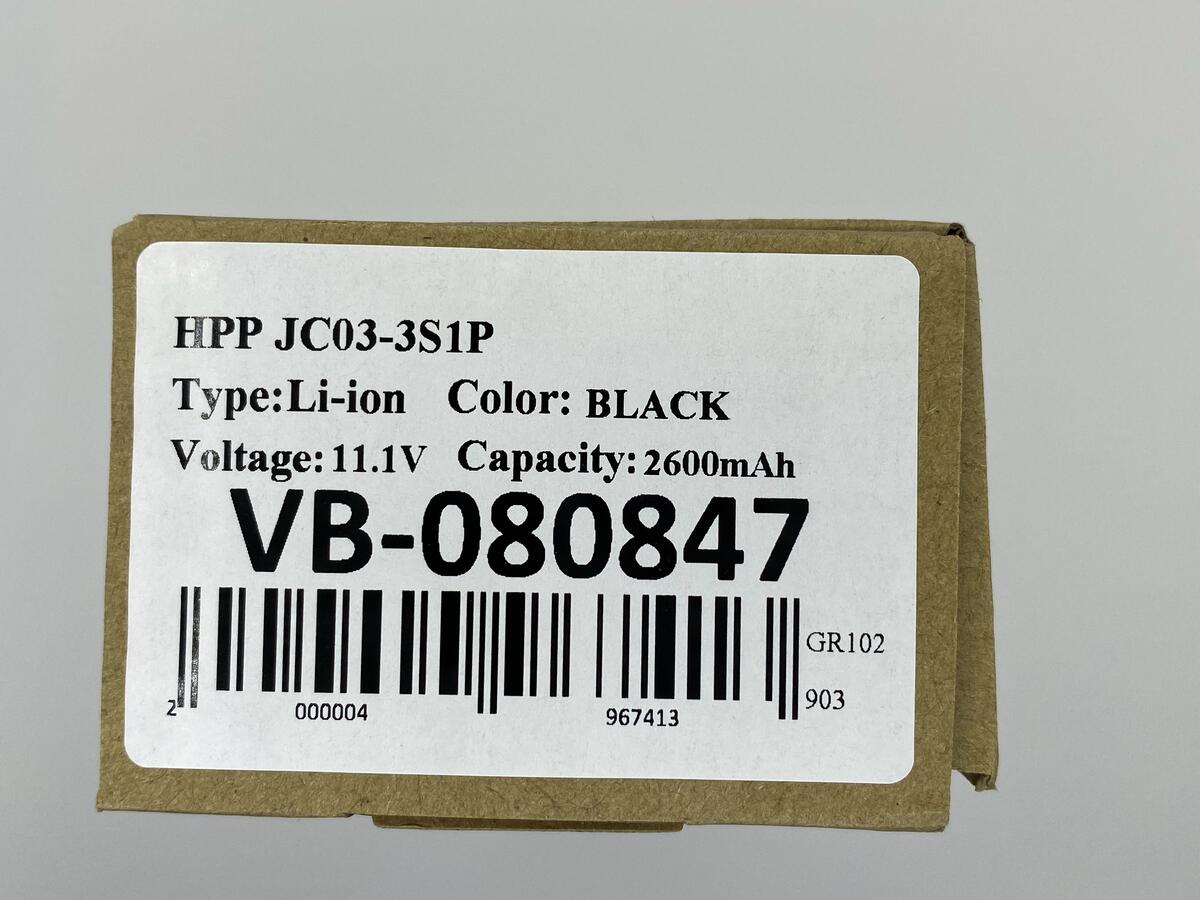 HPP JC03-3S1P
Type:Li-ion Color: BLACK
Voltage: 11.1V Capacity: 2600mAh
VB-080847
GR102
903
2 000004 967413